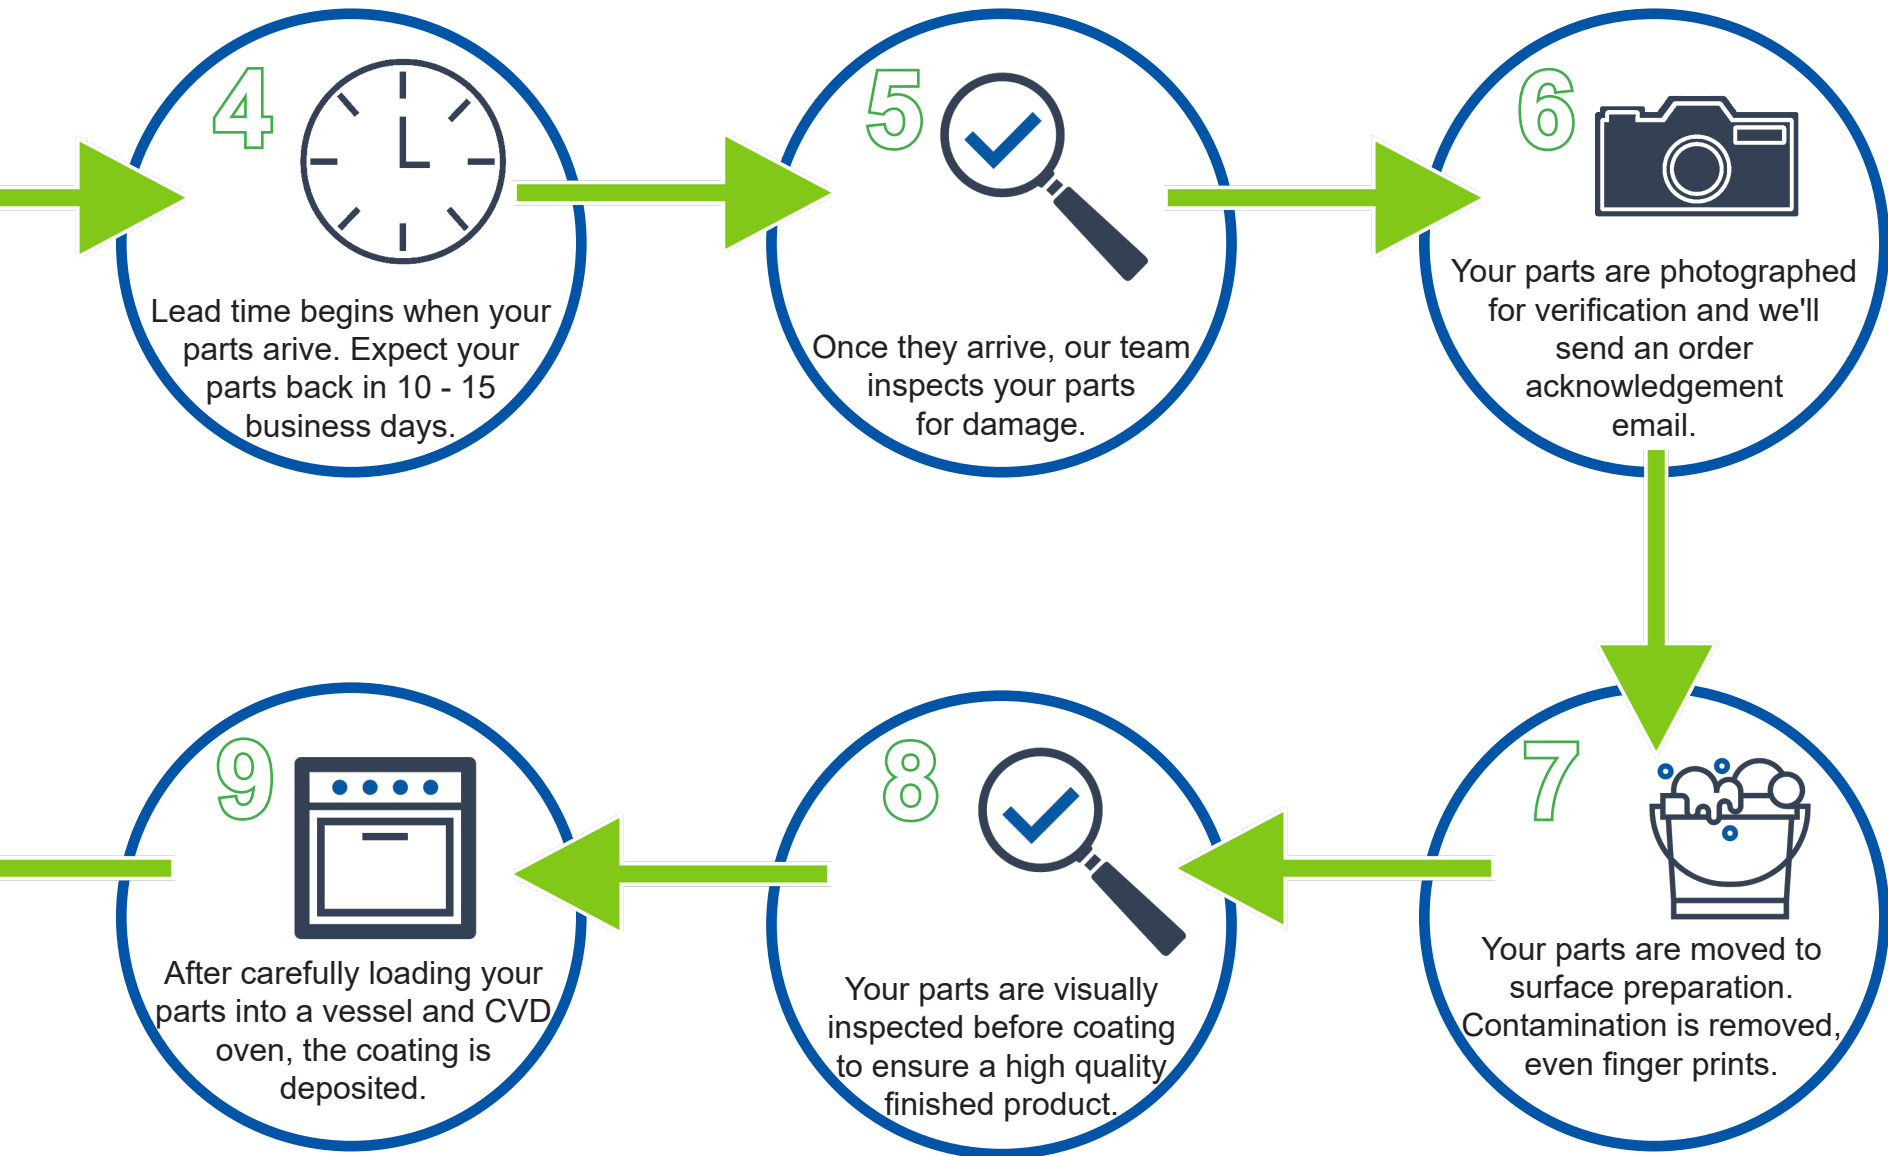 4
Lead time begins when your
parts arive. Expect your
parts back in 10 - 15
business days.
5
Once they arrive, our team
inspects your parts
for damage.
6
Your parts are photographed
for verification and we'll
send an order
acknowledgement
email.
7
Your parts are moved to
surface preparation.
Contamination is removed,
even finger prints.
8
Your parts are visually
inspected before coating
to ensure a high quality
finished product.
9
After carefully loading your
parts into a vessel and CVD
oven, the coating is
deposited.